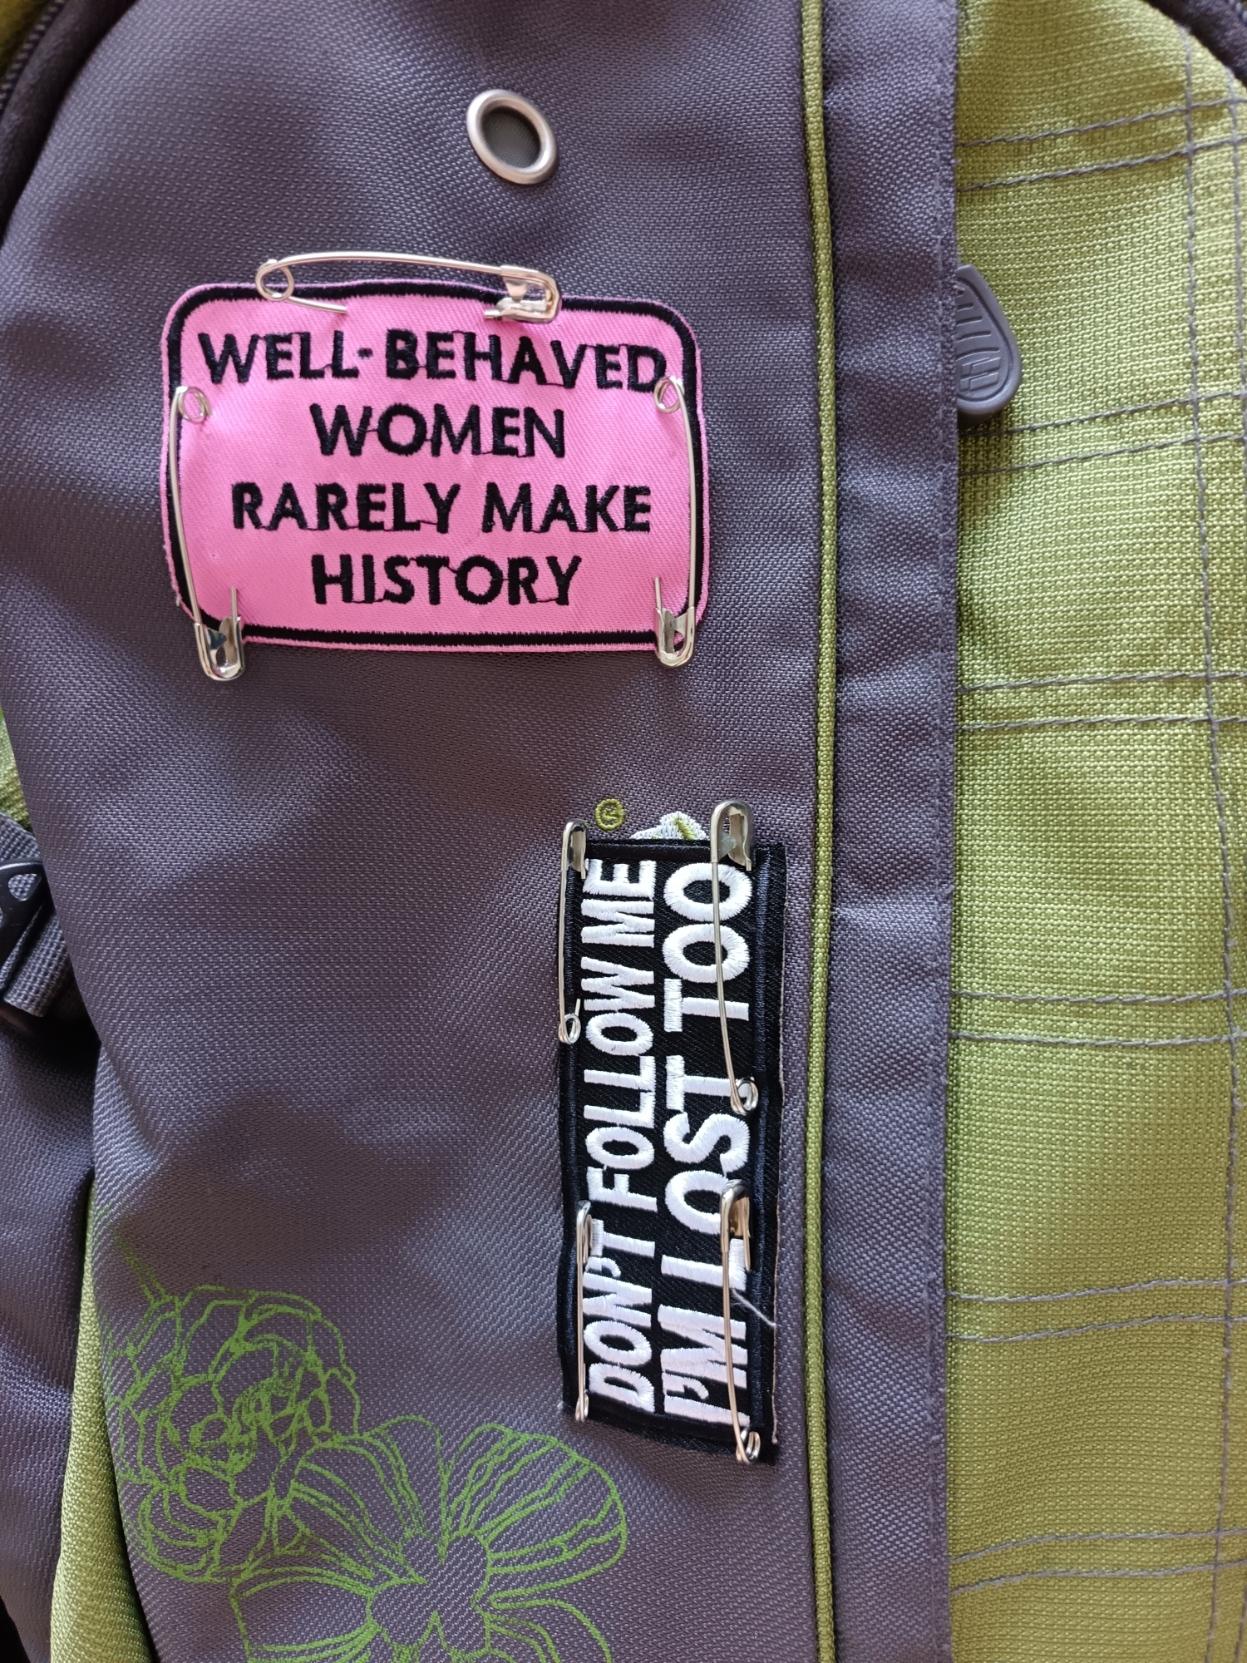 WELL-BEHAVED
WOMEN
RARELY MAKE
HISTORY
DON'T FOLLOW ME
I'M LOST TOO